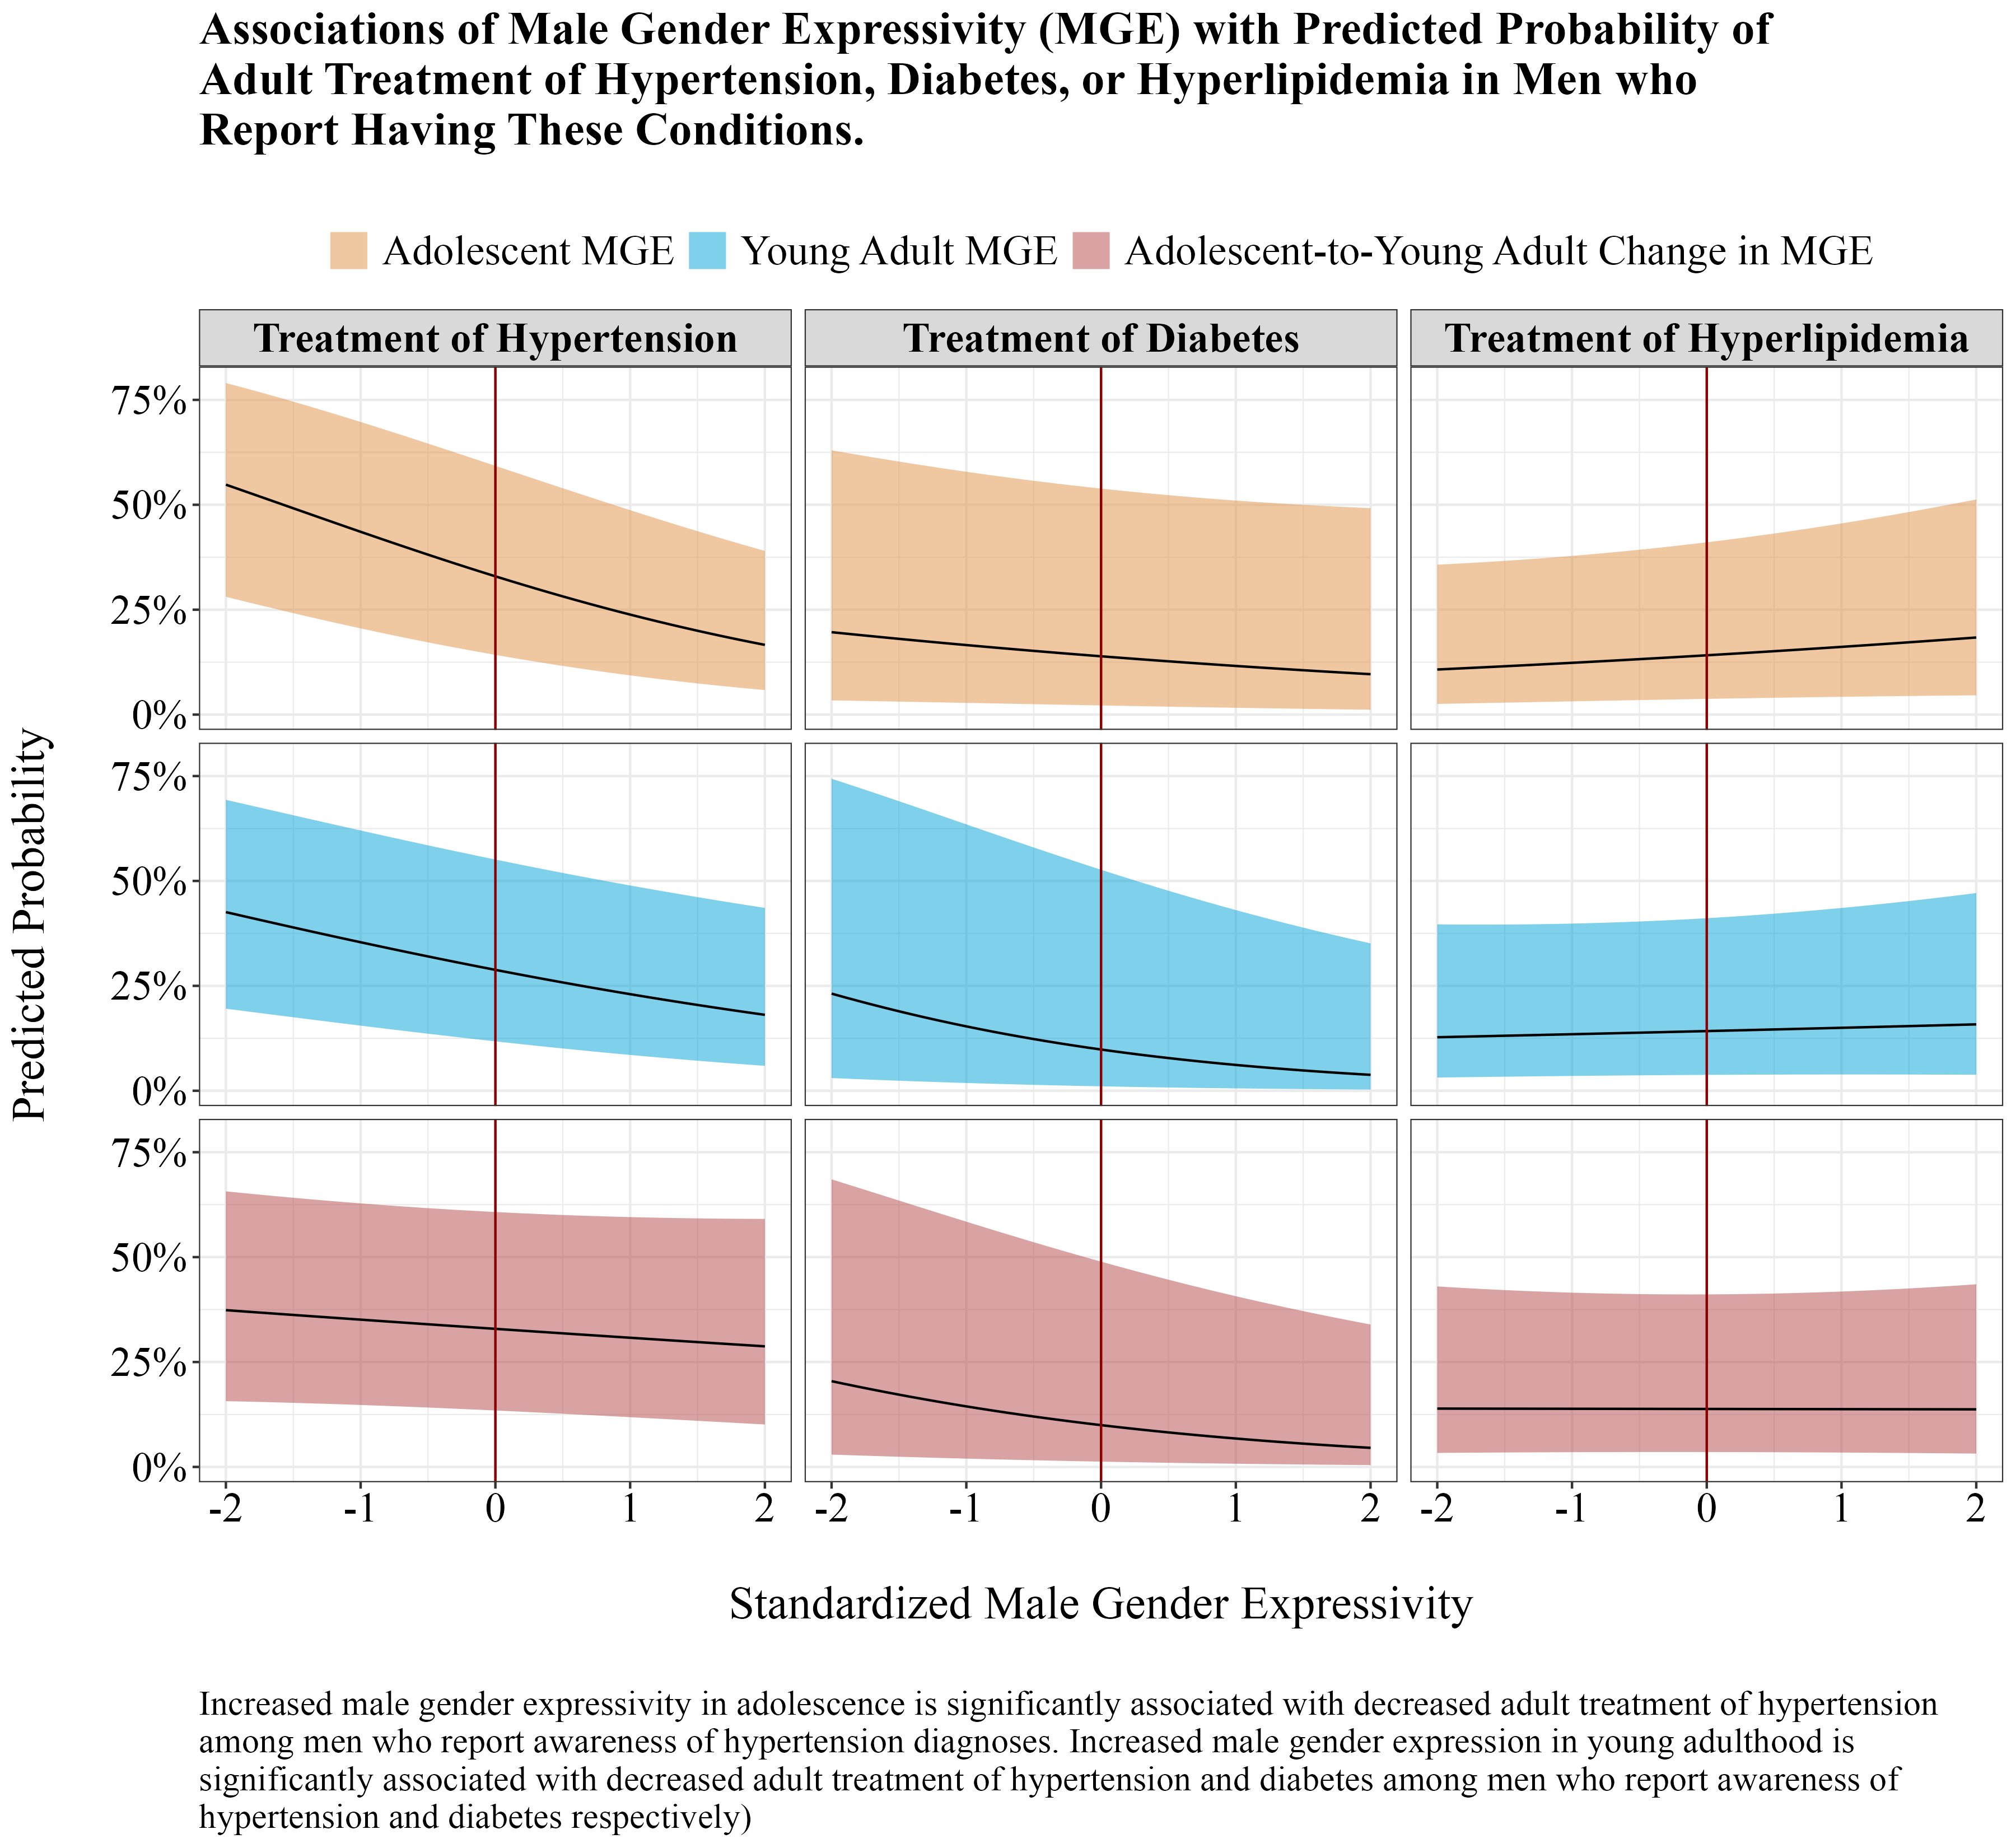 Associations of Male Gender Expressivity (MGE) with Predicted Probability of
Adult Treatment of Hypertension, Diabetes, or Hyperlipidemia in Men who
Report Having These Conditions.
Adolescent MGE Young Adult MGE Adolescent-to-Young Adult Change in MGE
Treatment of Hypertension Treatment of Diabetes Treatment of Hyperlipidemia
75%
50%
25%
0%
75%
50%
25%
0%
75%
50%
25%
0%
Predicted Probability
-2 -1 0 1 2 -2 -1 0 1 2 -2 -1 0 1 2
Standardized Male Gender Expressivity
Increased male gender expressivity in adolescence is significantly associated with decreased adult treatment of hypertension
among men who report awareness of hypertension diagnoses. Increased male gender expression in young adulthood is
significantly associated with decreased adult treatment of hypertension and diabetes among men who report awareness of
hypertension and diabetes respectively)